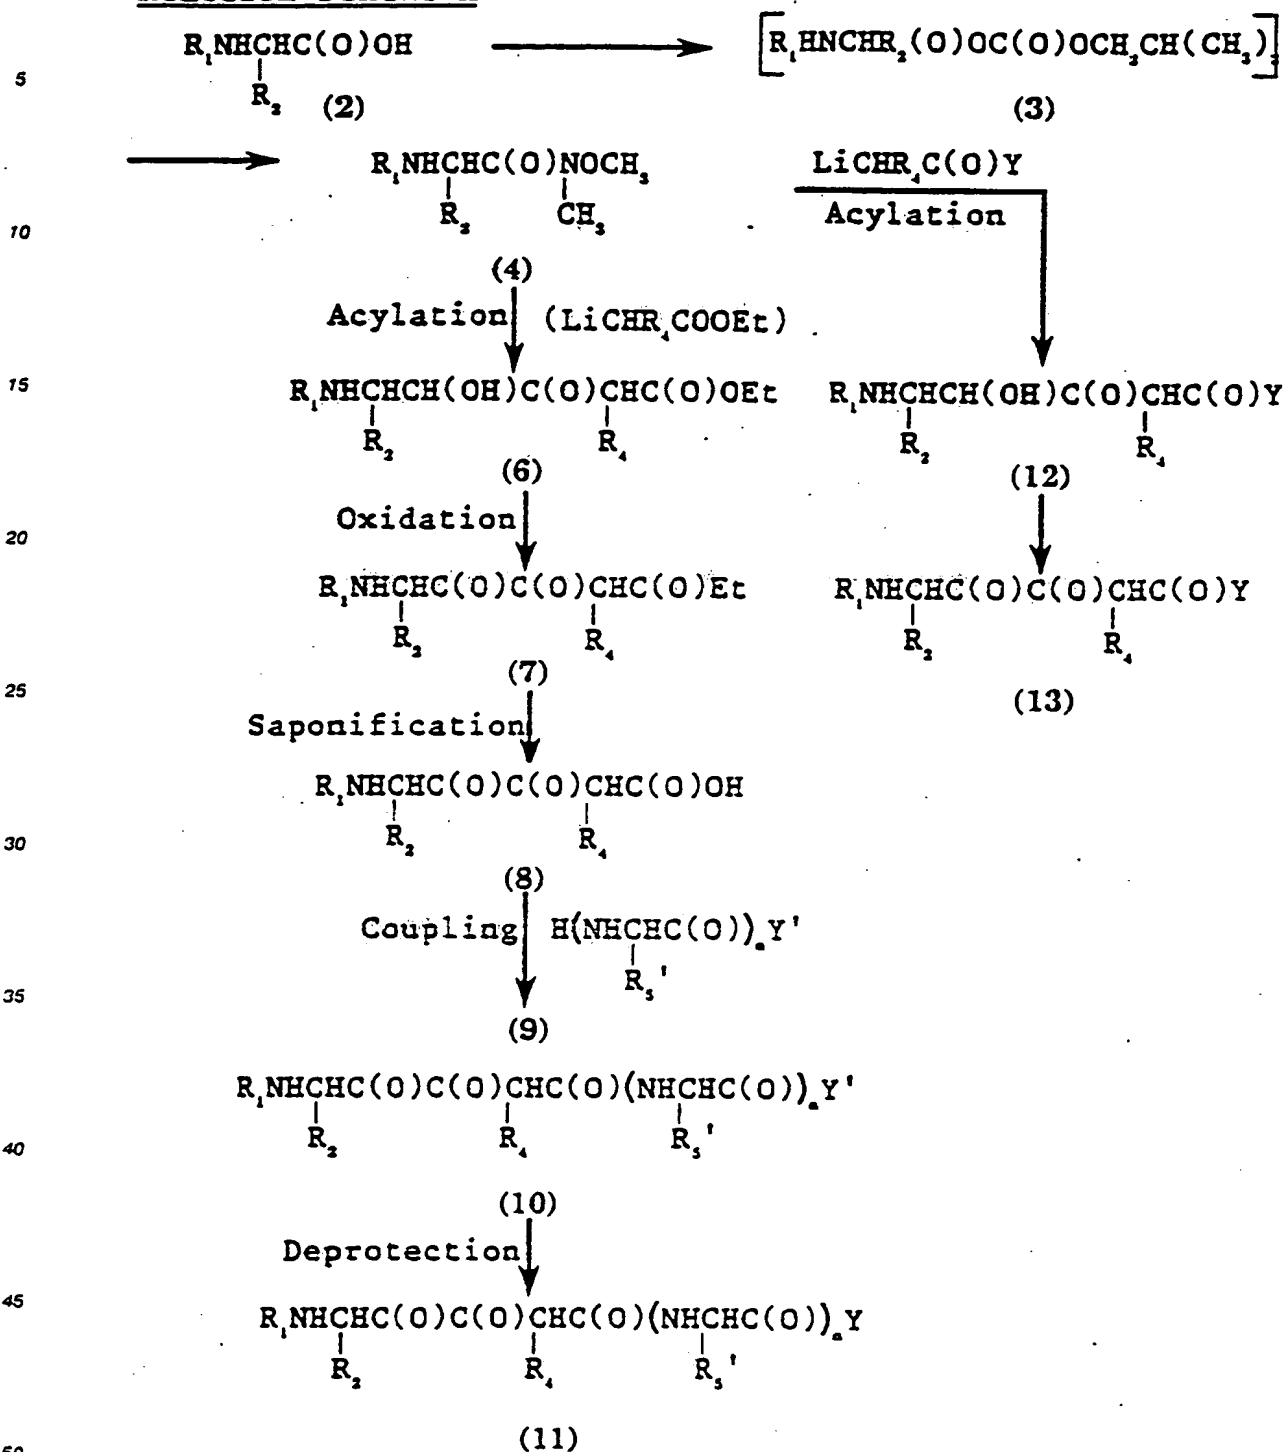 R₁NHCHC(O)OH [R₁HNCHR₂(O)OC(O)OCH₂CH(CH₃)₂]
5
R₂ (2) (3)
R₁NHCHC(O)NOCH₃ LiCHR₄C(O)Y
R₂ CH₃ Acylation
10
(4)
Acylation (LiCHR₄COOEt)
15 R₁NHCHCH(OH)C(O)CHC(O)OEt R₁NHCHCH(OH)C(O)CHC(O)Y
R₂ R₄ R₂ R₄
(6) (12)
Oxidation
20
R₁NHCHC(O)C(O)CHC(O)Et R₁NHCHC(O)C(O)CHC(O)Y
R₂ R₄ R₂ R₄
(7)
25 (13)
Saponification
R₁NHCHC(O)C(O)CHC(O)OH
30 R₂ R₄
(8)
Coupling H(NHCHC(O))ₙY'
R₅'
35
(9)
R₁NHCHC(O)C(O)CHC(O)(NHCHC(O))ₙY'
40 R₂ R₄ R₅'
(10)
Deprotection
45
R₁NHCHC(O)C(O)CHC(O)(NHCHC(O))ₙY
R₂ R₄ R₅'
(11)
50